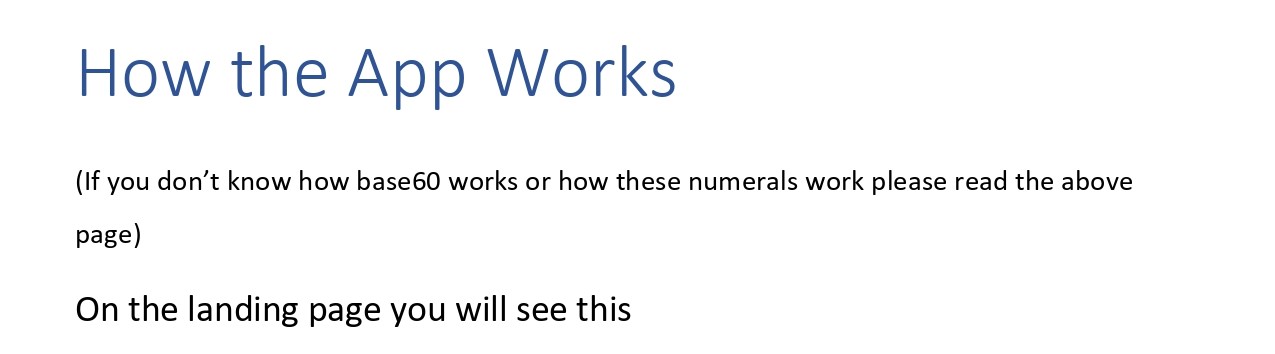 How the App Works
(If you don’t know how base60 works or how these numerals work please read the above
page)
On the landing page you will see this